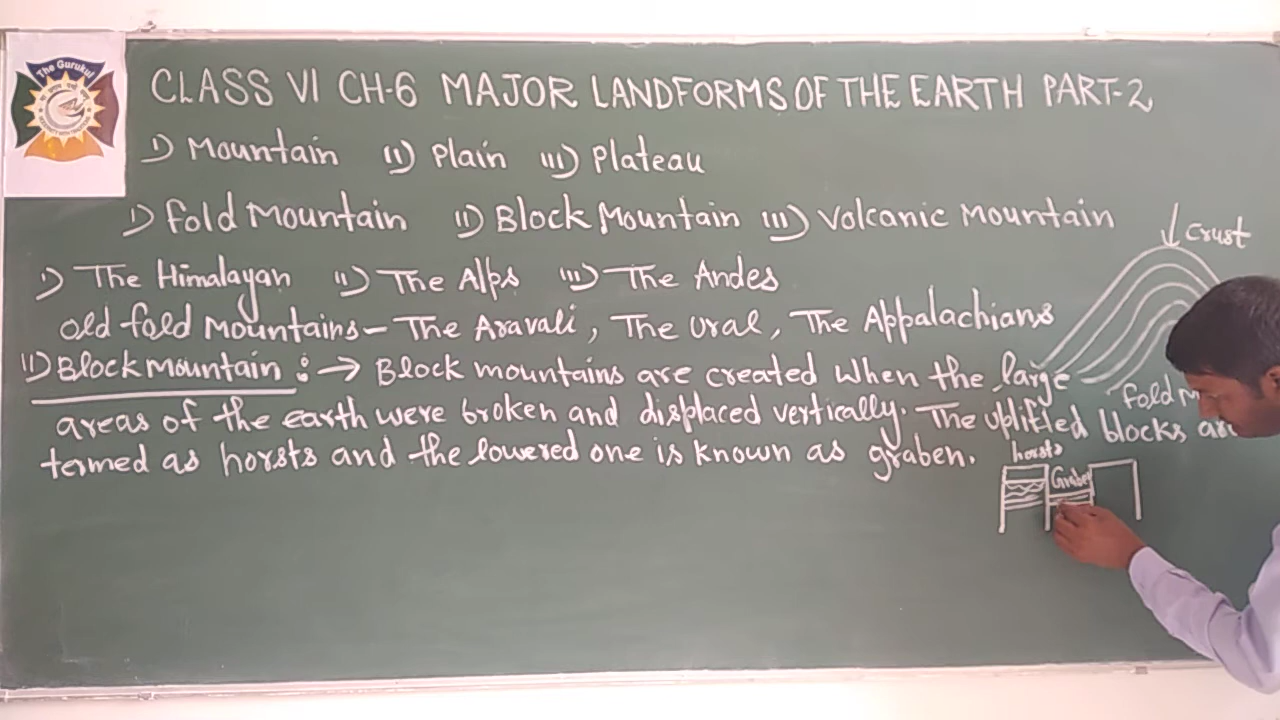 The Gurukul
CLASS VI CH-6 MAJOR LANDFORMS OF THE EARTH PART-2
i) Mountain ii) Plain iii) Plateau
i) Fold Mountain ii) Block Mountain iii) Volcanic Mountain
crust
i) The Himalayan ii) The Alps iii) The Andes
Old fold Mountains - The Aravali, The Ural, The Appalachians
ii) Block mountain :→ Block mountains are created when the large
Fold M
areas of the earth were broken and displaced vertically. The uplifted blocks are
termed as horsts and the lowered one is known as graben.
horsts
Graben